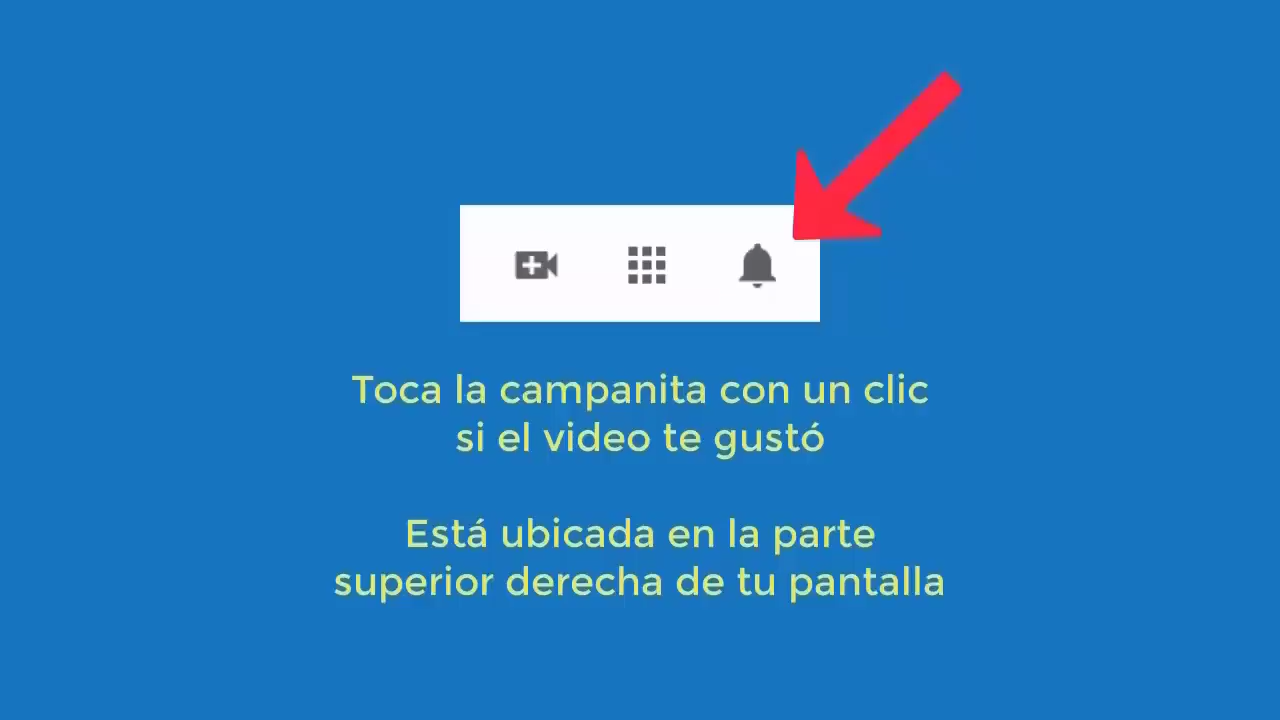 Toca la campanita con un clic
si el video te gustó
Está ubicada en la parte
superior derecha de tu pantalla